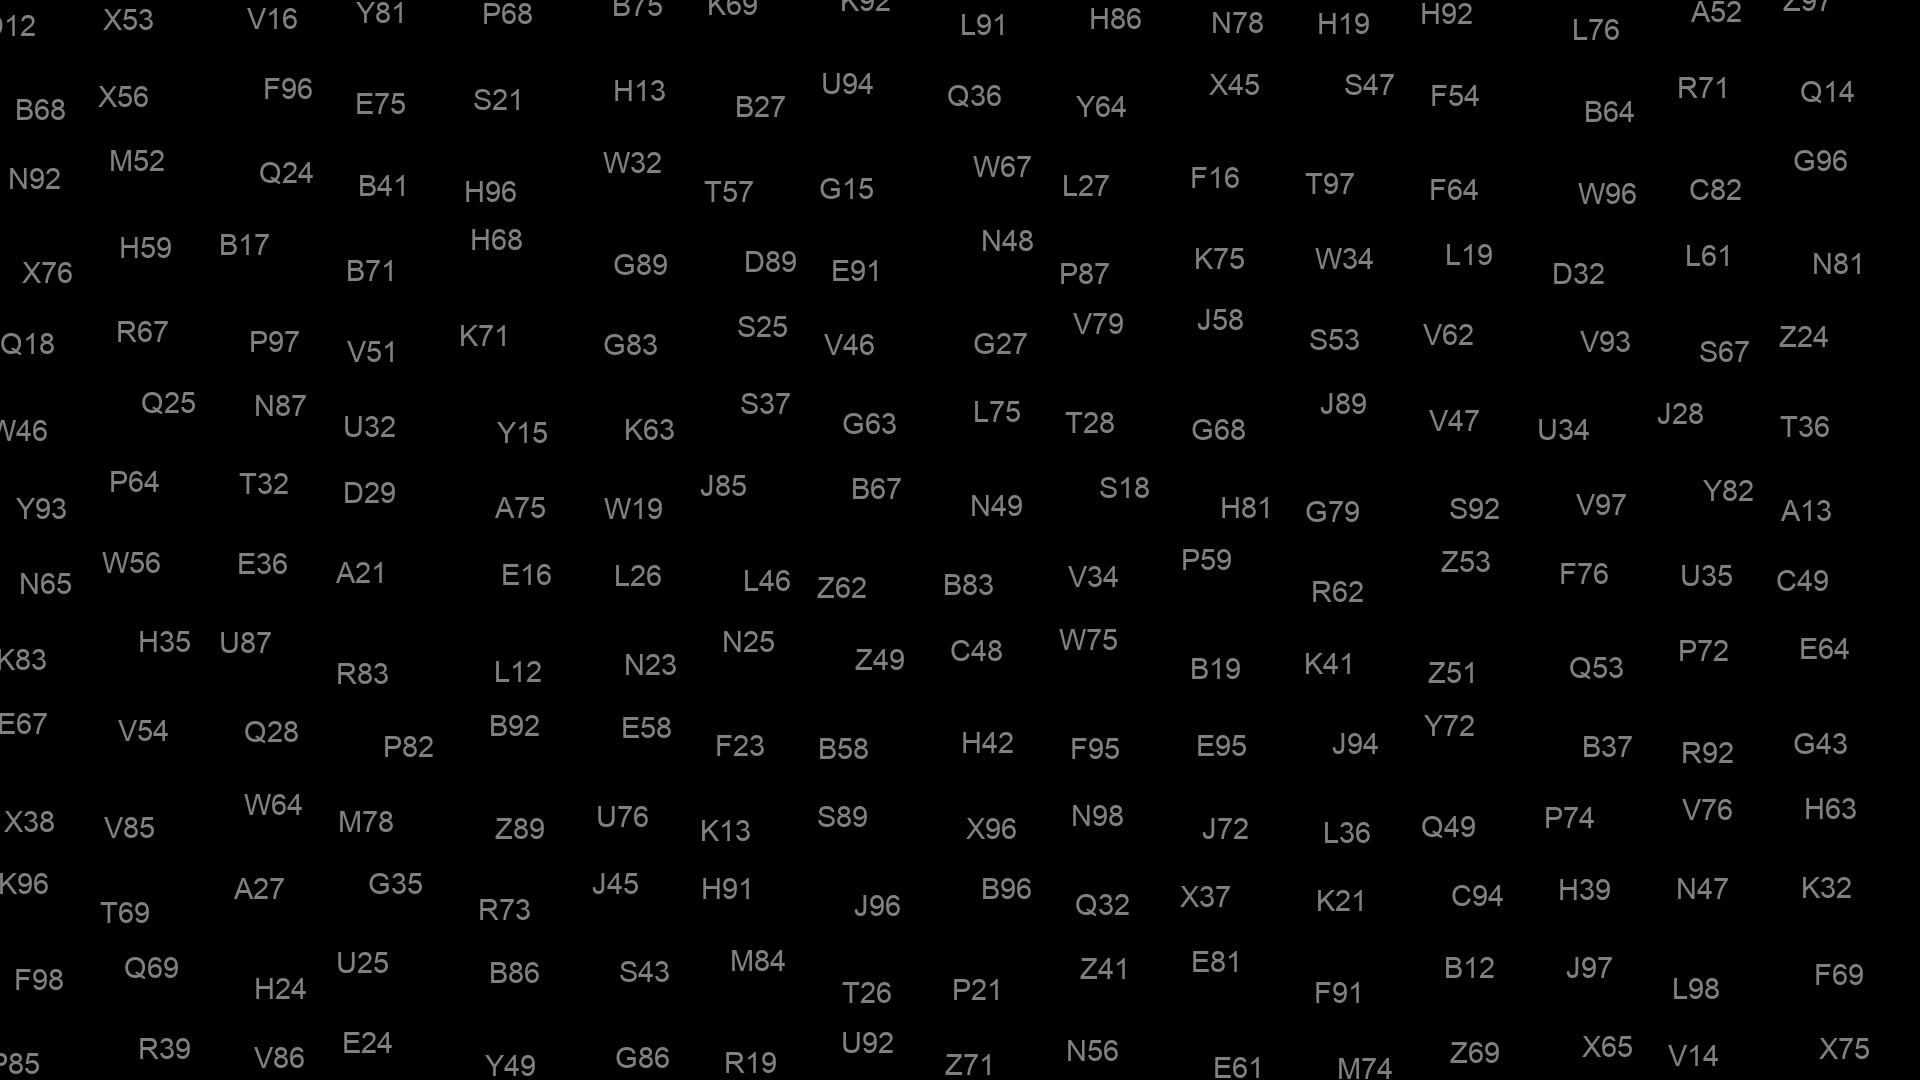 X53 V16 Y81 P68 B75 K69 K92 L91 H86 N78 H19 H92 L76 A52 Z97
B68 X56 F96 E75 S21 H13 B27 U94 Q36 Y64 X45 S47 F54 B64 R71 Q14
N92 M52 Q24 B41 H96 W32 T57 G15 W67 L27 F16 T97 F64 W96 C82 G96
X76 H59 B17 B71 H68 G89 D89 E91 N48 P87 K75 W34 L19 D32 L61 N81
Q18 R67 P97 V51 K71 G83 S25 V46 G27 V79 J58 S53 V62 V93 S67 Z24
W46 Q25 N87 U32 Y15 K63 S37 G63 L75 T28 G68 J89 V47 U34 J28 T36
Y93 P64 T32 D29 A75 W19 J85 B67 N49 S18 H81 G79 S92 V97 Y82 A13
N65 W56 E36 A21 E16 L26 L46 Z62 B83 V34 P59 R62 Z53 F76 U35 C49
K83 H35 U87 R83 L12 N23 N25 Z49 C48 W75 B19 K41 Z51 Q53 P72 E64
E67 V54 Q28 P82 B92 E58 F23 B58 H42 F95 E95 J94 Y72 B37 R92 G43
X38 V85 W64 M78 Z89 U76 K13 S89 X96 N98 J72 L36 Q49 P74 V76 H63
K96 T69 A27 G35 R73 J45 H91 J96 B96 Q32 X37 K21 C94 H39 N47 K32
F98 Q69 H24 U25 B86 S43 M84 T26 P21 Z41 E81 F91 B12 J97 L98 F69
P85 R39 V86 E24 Y49 G86 R19 U92 Z71 N56 E61 M74 Z69 X65 V14 X75